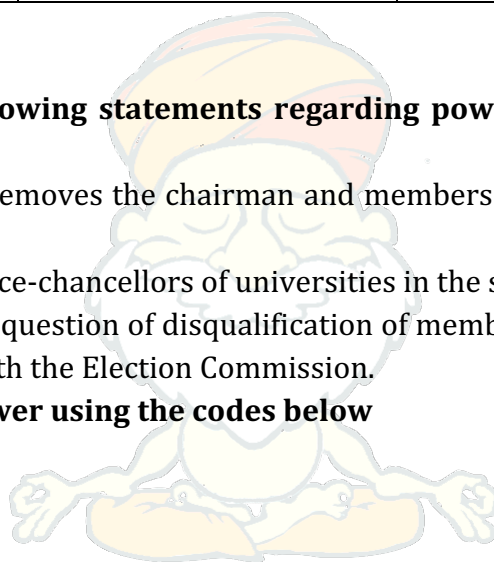 owing statements regarding pow
emoves the chairman and members
ce-chancellors of universities in the s
question of disqualification of memb
th the Election Commission.
wer using the codes below